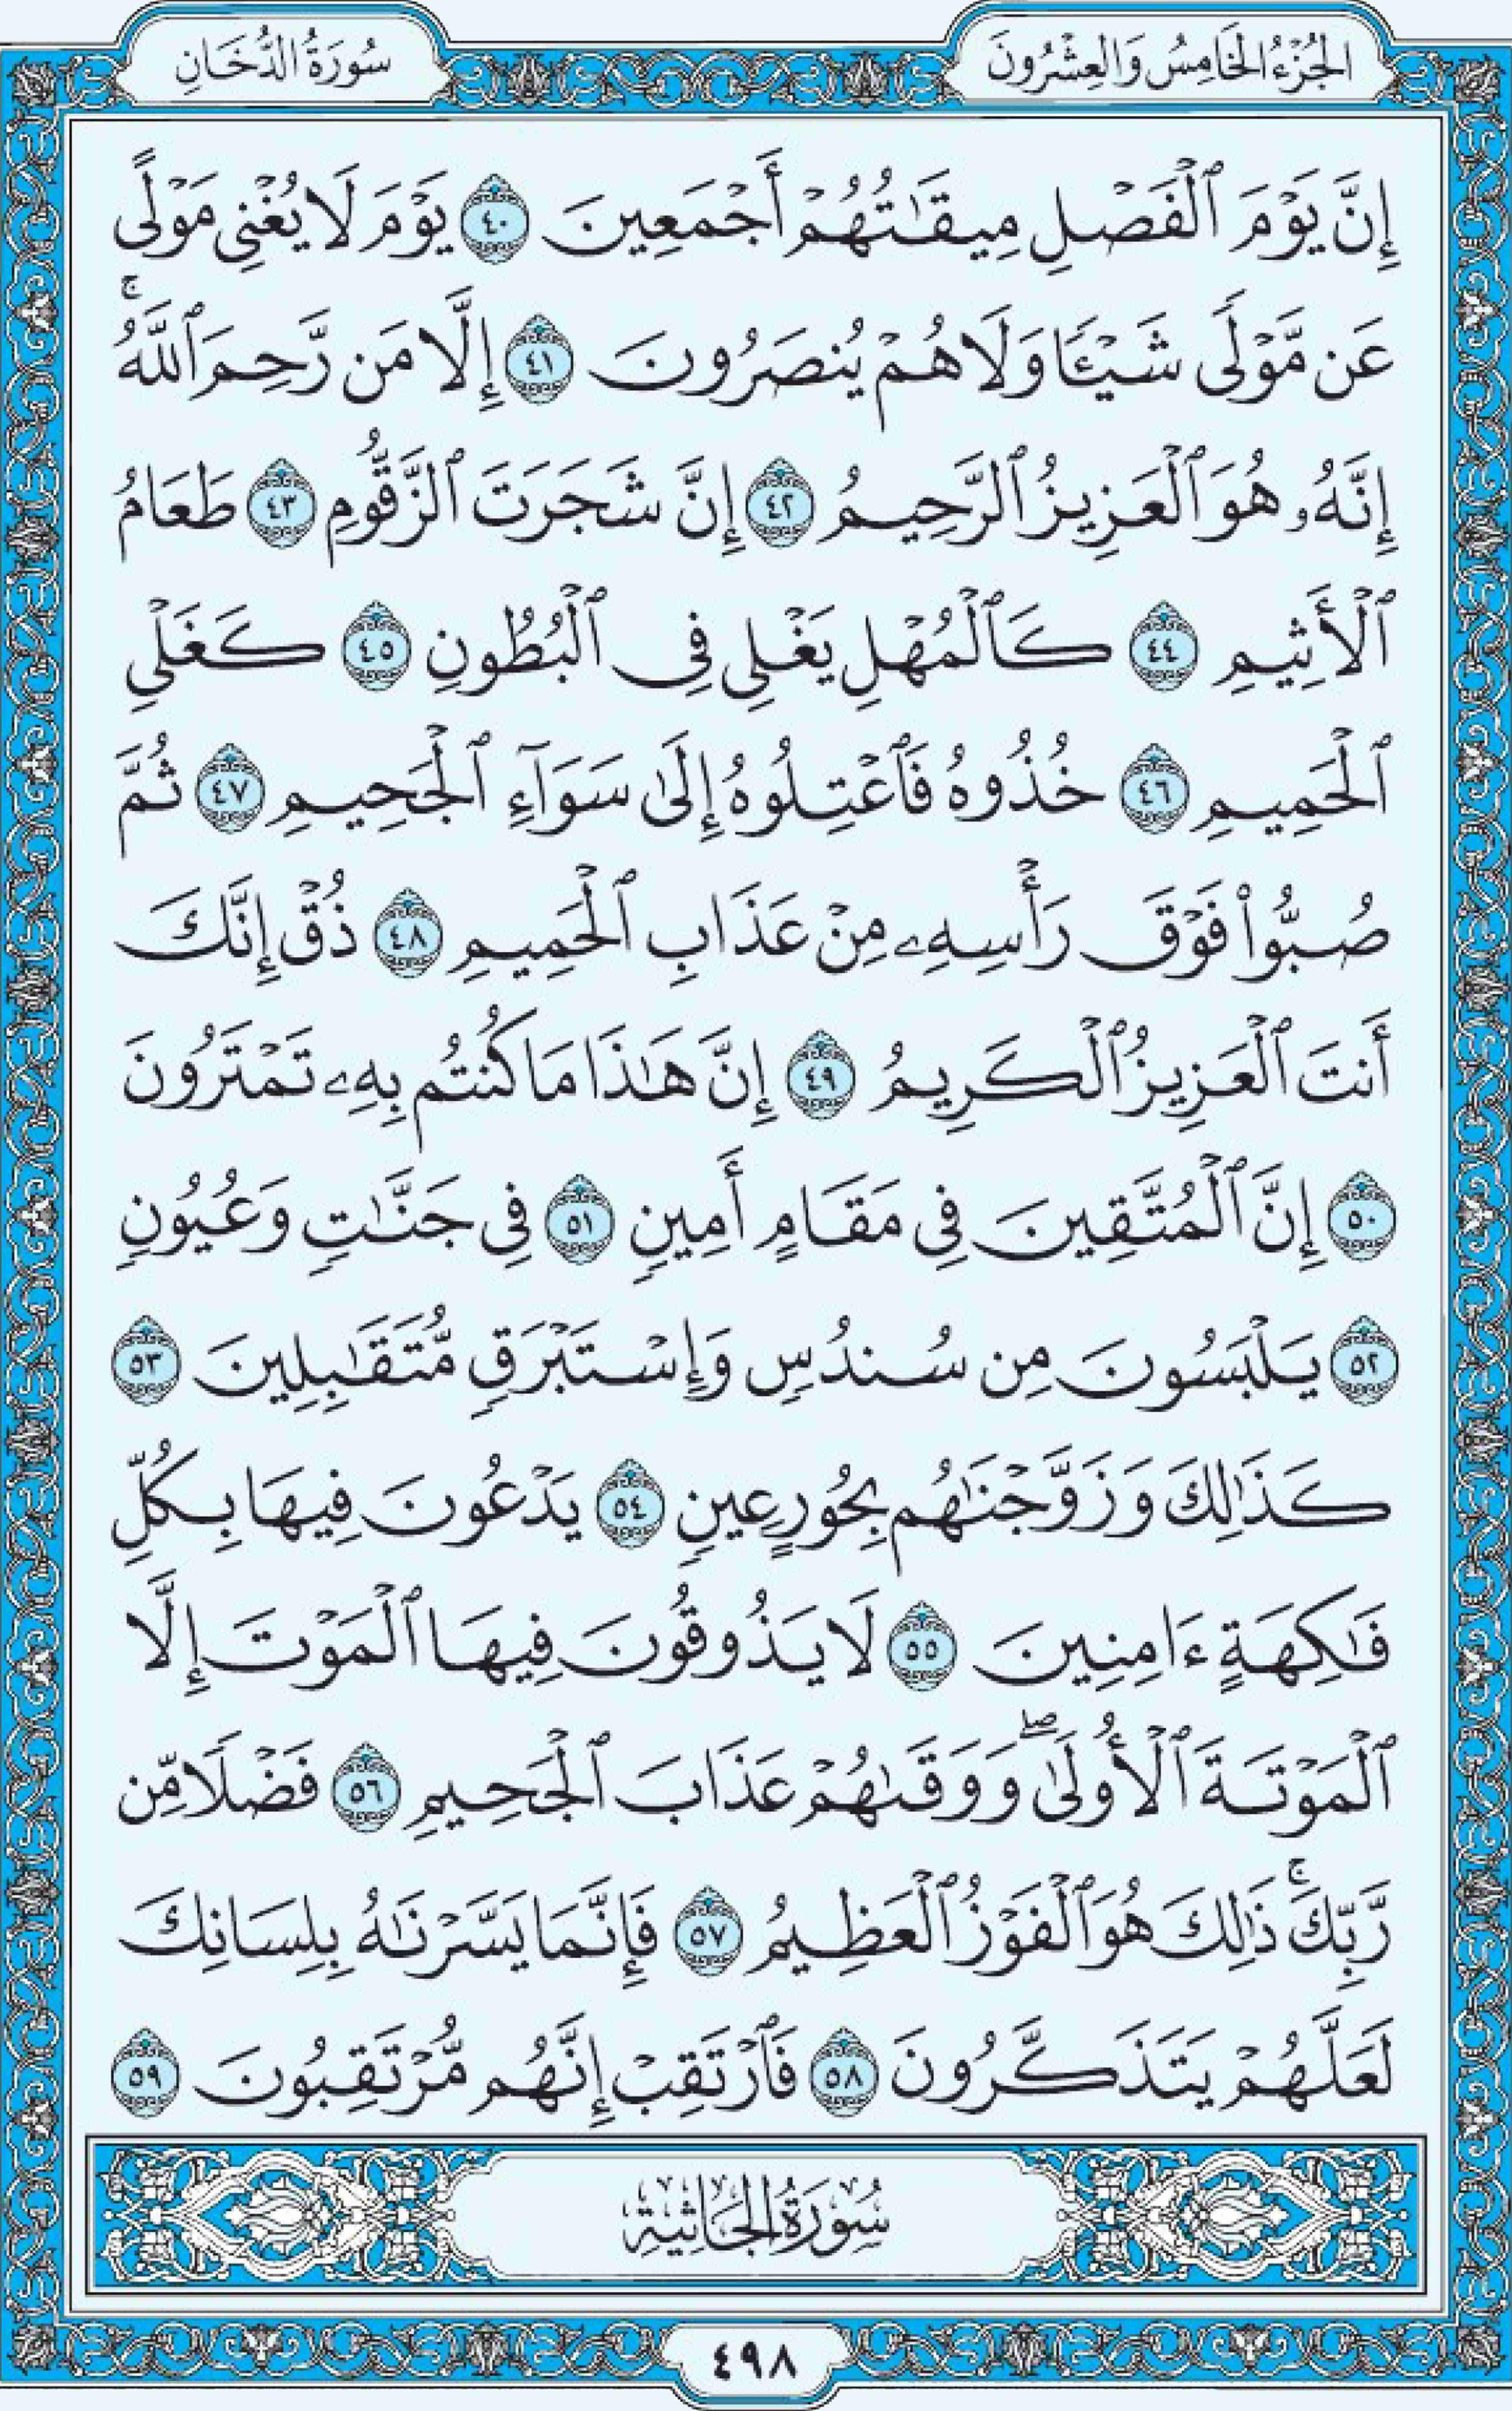 الجُزْءُ الخَامِسُ وَالعِشْرُونَ
سُورَةُ الدُّخَانِ
إِنَّ يَوْمَ ٱلْفَصْلِ مِيقَٰتُهُمْ أَجْمَعِينَ ٤٠ يَوْمَ لَا يُغْنِى مَوْلًى
عَن مَّوْلًى شَيْـًٔا وَلَا هُمْ يُنصَرُونَ ٤١ إِلَّا مَن رَّحِمَ ٱللَّهُ ۚ
إِنَّهُۥ هُوَ ٱلْعَزِيزُ ٱلرَّحِيمُ ٤٢ إِنَّ شَجَرَتَ ٱلزَّقُّومِ ٤٣ طَعَامُ
ٱلْأَثِيمِ ٤٤ كَٱلْمُهْلِ يَغْلِى فِى ٱلْبُطُونِ ٤٥ كَغَلْىِ
ٱلْحَمِيمِ ٤٦ خُذُوهُ فَٱعْتِلُوهُ إِلَىٰ سَوَآءِ ٱلْجَحِيمِ ٤٧ ثُمَّ
صُبُّوا۟ فَوْقَ رَأْسِهِۦ مِنْ عَذَابِ ٱلْحَمِيمِ ٤٨ ذُقْ إِنَّكَ
أَنتَ ٱلْعَزِيزُ ٱلْكَرِيمُ ٤٩ إِنَّ هَٰذَا مَا كُنتُم بِهِۦ تَمْتَرُونَ
٥٠ إِنَّ ٱلْمُتَّقِينَ فِى مَقَامٍ أَمِينٍ ٥١ فِى جَنَّٰتٍ وَعُيُونٍ
٥٢ يَلْبَسُونَ مِن سُندُسٍ وَإِسْتَبْرَقٍ مُّتَقَٰبِلِينَ ٥٣
كَذَٰلِكَ وَزَوَّجْنَٰهُم بِحُورٍ عِينٍ ٥٤ يَدْعُونَ فِيهَا بِكُلِّ
فَٰكِهَةٍ ءَامِنِينَ ٥٥ لَا يَذُوقُونَ فِيهَا ٱلْمَوْتَ إِلَّا
ٱلْمَوْتَةَ ٱلْأُولَىٰ ۖ وَوَقَىٰهُمْ عَذَابَ ٱلْجَحِيمِ ٥٦ فَضْلًا مِّن
رَّبِّكَ ۚ ذَٰلِكَ هُوَ ٱلْفَوْزُ ٱلْعَظِيمُ ٥٧ فَإِنَّمَا يَسَّرْنَٰهُ بِلِسَانِكَ
لَعَلَّهُمْ يَتَذَكَّرُونَ ٥٨ فَٱرْتَقِبْ إِنَّهُم مُّرْتَقِبُونَ ٥٩
سُورَةُ الجَاثِيَةِ
٤٩٨